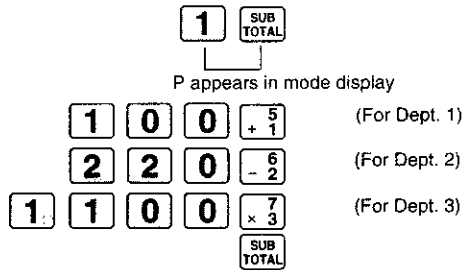 1 SUB TOTAL
P appears in mode display
1 0 0 + 5 1 (For Dept. 1)
2 2 0 - 6 2 (For Dept. 2)
1 1 0 0 × 7 3 (For Dept. 3)
SUB TOTAL